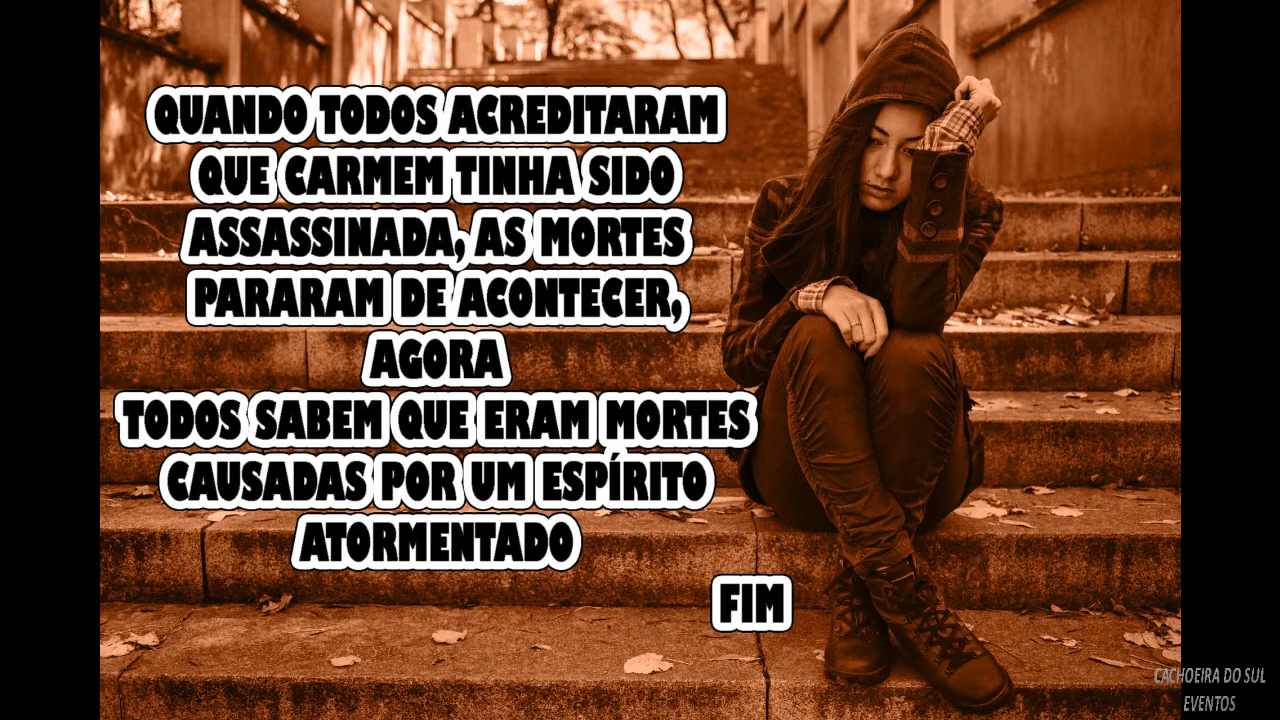 QUANDO TODOS ACREDITARAM
QUE CARMEM TINHA SIDO
ASSASSINADA, AS MORTES
PARARAM DE ACONTECER,
AGORA
TODOS SABEM QUE ERAM MORTES
CAUSADAS POR UM ESPÍRITO
ATORMENTADO
FIM
CACHOEIRA DO SUL
EVENTOS